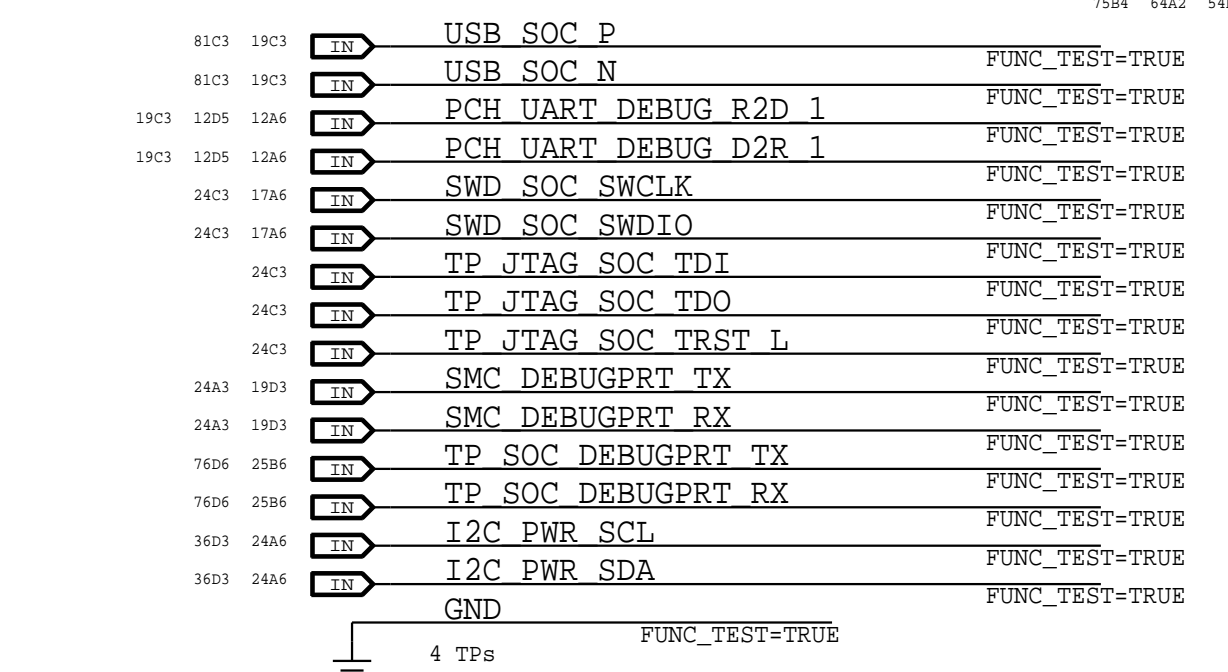 75B4 64A2
81C3 19C3 IN USB_SOC_P FUNC_TEST=TRUE
81C3 19C3 IN USB_SOC_N FUNC_TEST=TRUE
19C3 12D5 12A6 IN PCH_UART_DEBUG_R2D_1 FUNC_TEST=TRUE
19C3 12D5 12A6 IN PCH_UART_DEBUG_D2R_1 FUNC_TEST=TRUE
24C3 17A6 IN SWD_SOC_SWCLK FUNC_TEST=TRUE
24C3 17A6 IN SWD_SOC_SWDIO FUNC_TEST=TRUE
24C3 IN TP_JTAG_SOC_TDI FUNC_TEST=TRUE
24C3 IN TP_JTAG_SOC_TDO FUNC_TEST=TRUE
24C3 IN TP_JTAG_SOC_TRST_L FUNC_TEST=TRUE
24A3 19D3 IN SMC_DEBUGPRT_TX FUNC_TEST=TRUE
24A3 19D3 IN SMC_DEBUGPRT_RX FUNC_TEST=TRUE
76D6 25B6 IN TP_SOC_DEBUGPRT_TX FUNC_TEST=TRUE
76D6 25B6 IN TP_SOC_DEBUGPRT_RX FUNC_TEST=TRUE
36D3 24A6 IN I2C_PWR_SCL FUNC_TEST=TRUE
36D3 24A6 IN I2C_PWR_SDA FUNC_TEST=TRUE
GND FUNC_TEST=TRUE
4 TPs